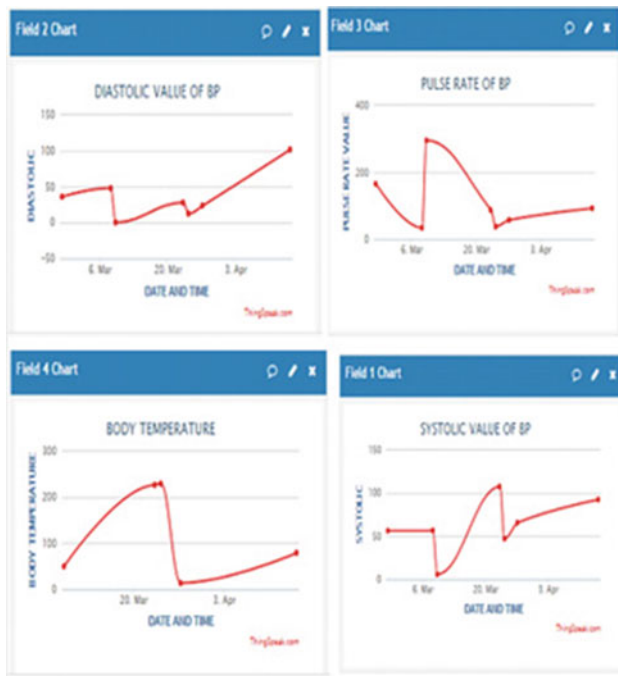 Field 2 Chart
DIASTOLIC VALUE OF BP
150
100
50
0
-50
DIASTOLIC
6. Mar 20. Mar 3. Apr
DATE AND TIME
ThingSpeak.com
Field 3 Chart
PULSE RATE OF BP
400
200
0
PULSE RATE VALUE
6. Mar 20. Mar 3. Apr
DATE AND TIME
ThingSpeak.com
Field 4 Chart
BODY TEMPERATURE
300
200
100
0
BODY TEMPERATURE
20. Mar 3. Apr
DATE AND TIME
ThingSpeak.com
Field 1 Chart
SYSTOLIC VALUE OF BP
150
100
50
0
SYSTOLIC
6. Mar 20. Mar 3. Apr
DATE AND TIME
ThingSpeak.com